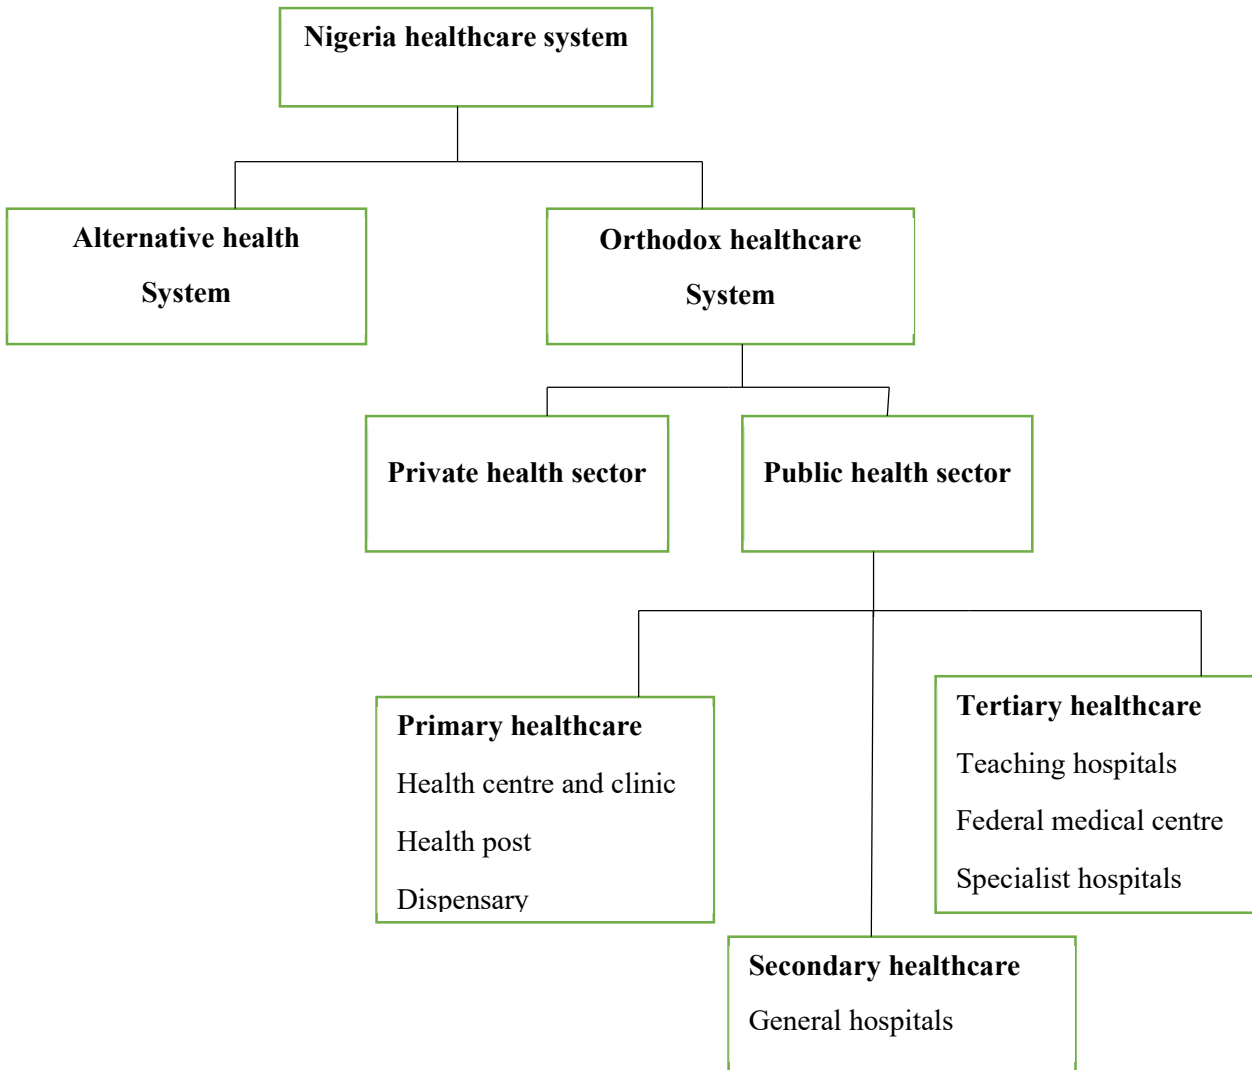 Nigeria healthcare system
Alternative health
System
Orthodox healthcare
System
Private health sector
Public health sector
Primary healthcare
Health centre and clinic
Health post
Dispensary
Tertiary healthcare
Teaching hospitals
Federal medical centre
Specialist hospitals
Secondary healthcare
General hospitals